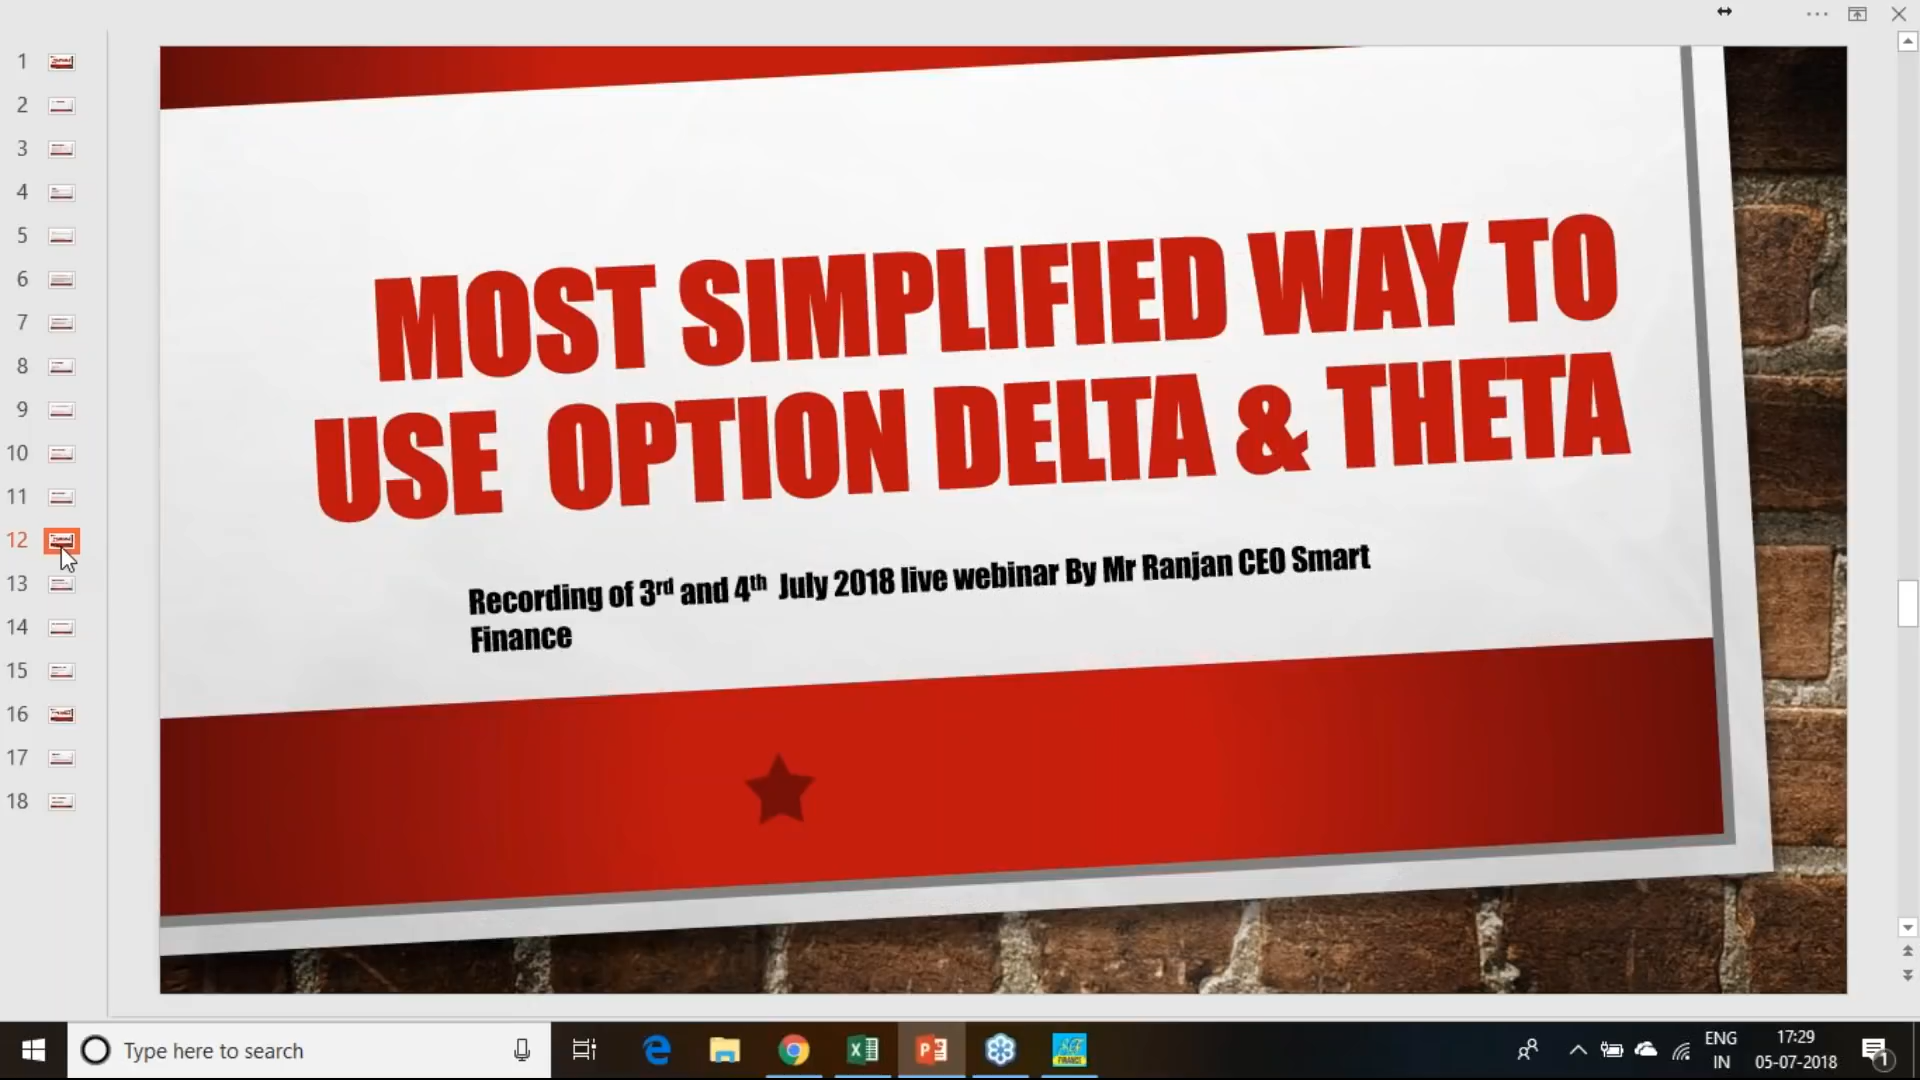 1
2
3
4
5
6
7
8
9
10
11
12
13
14
15
16
17
18
MOST SIMPLIFIED WAY TO
USE OPTION DELTA & THETA
Recording of 3rd and 4th July 2018 live webinar By Mr Ranjan CEO Smart
Finance
Type here to search
FINANCE
ENG
IN
17:29
05-07-2018
1